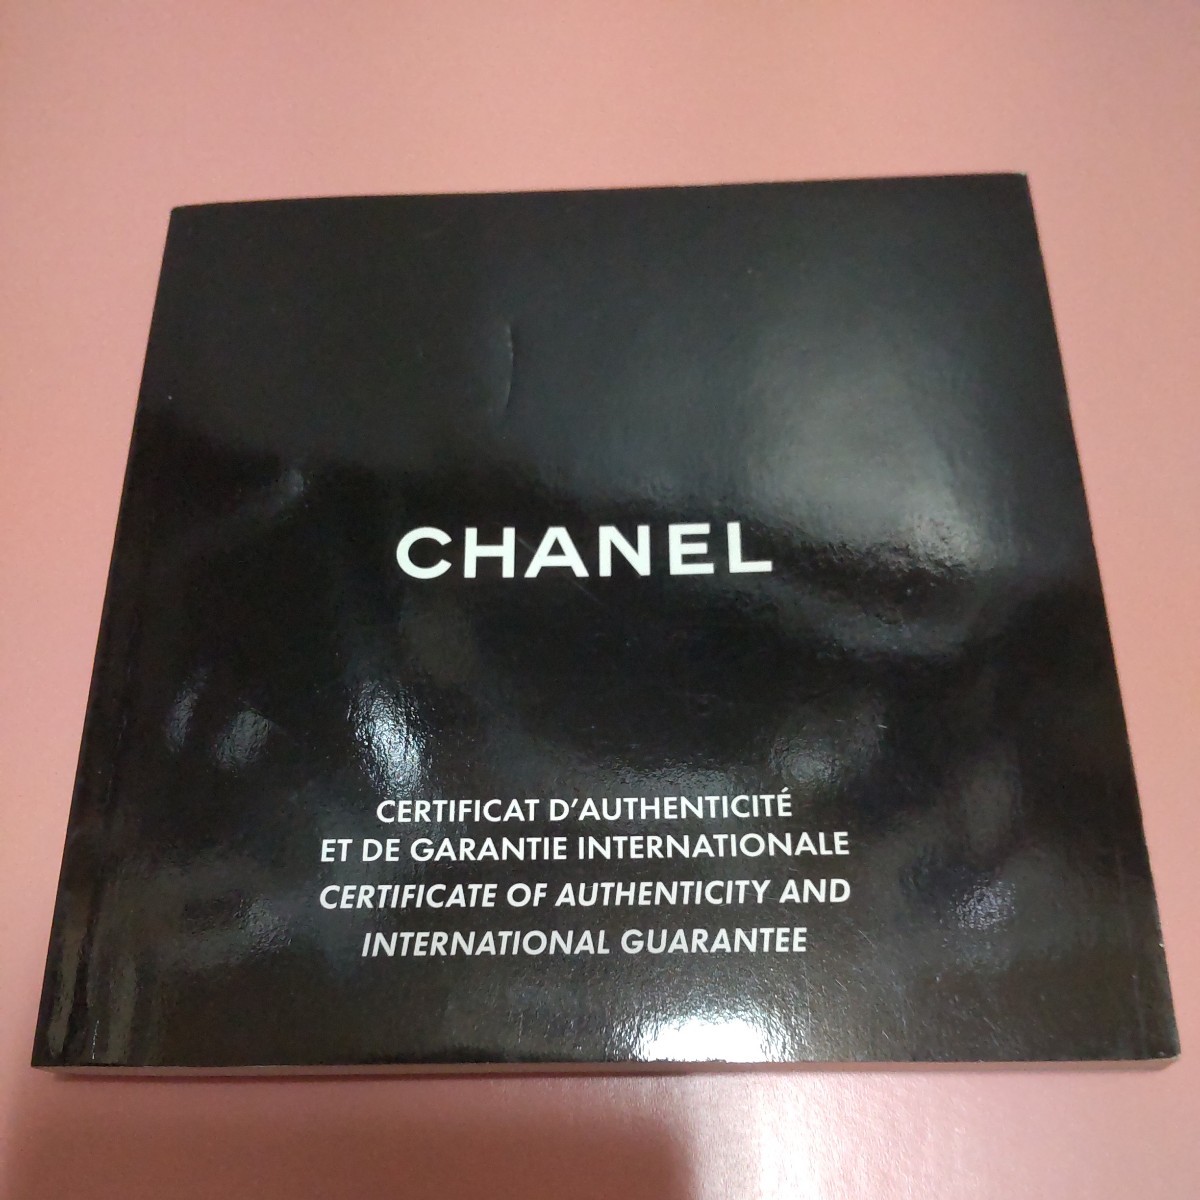 CHANEL
CERTIFICAT D'AUTHENTICITÉ
ET DE GARANTIE INTERNATIONALE
CERTIFICATE OF AUTHENTICITY AND
INTERNATIONAL GUARANTEE